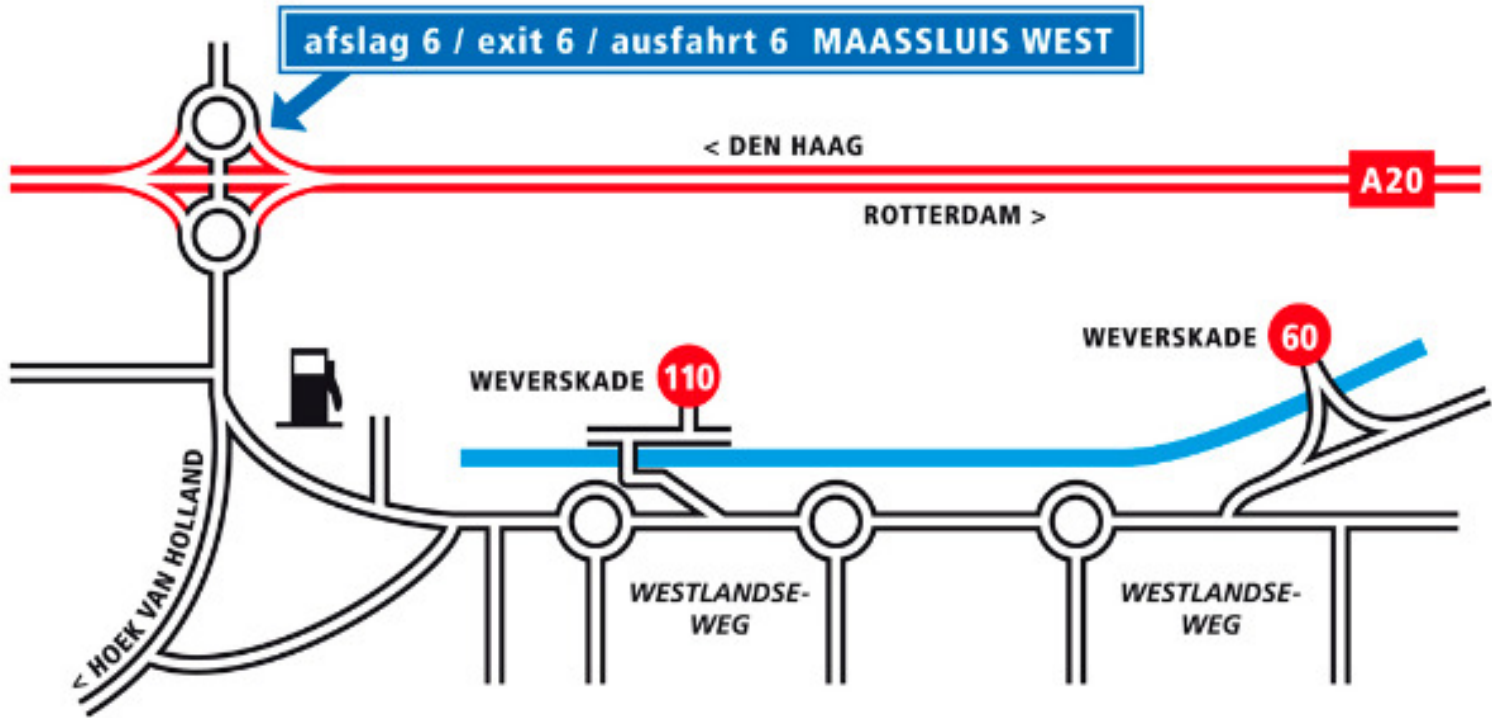 afslag 6 / exit 6 / ausfahrt 6 MAASSLUIS WEST
< DEN HAAG
A20
ROTTERDAM >
WEVERSKADE 60
WEVERSKADE 110
< HOEK VAN HOLLAND
WESTLANDSE-
WEG
WESTLANDSE-
WEG